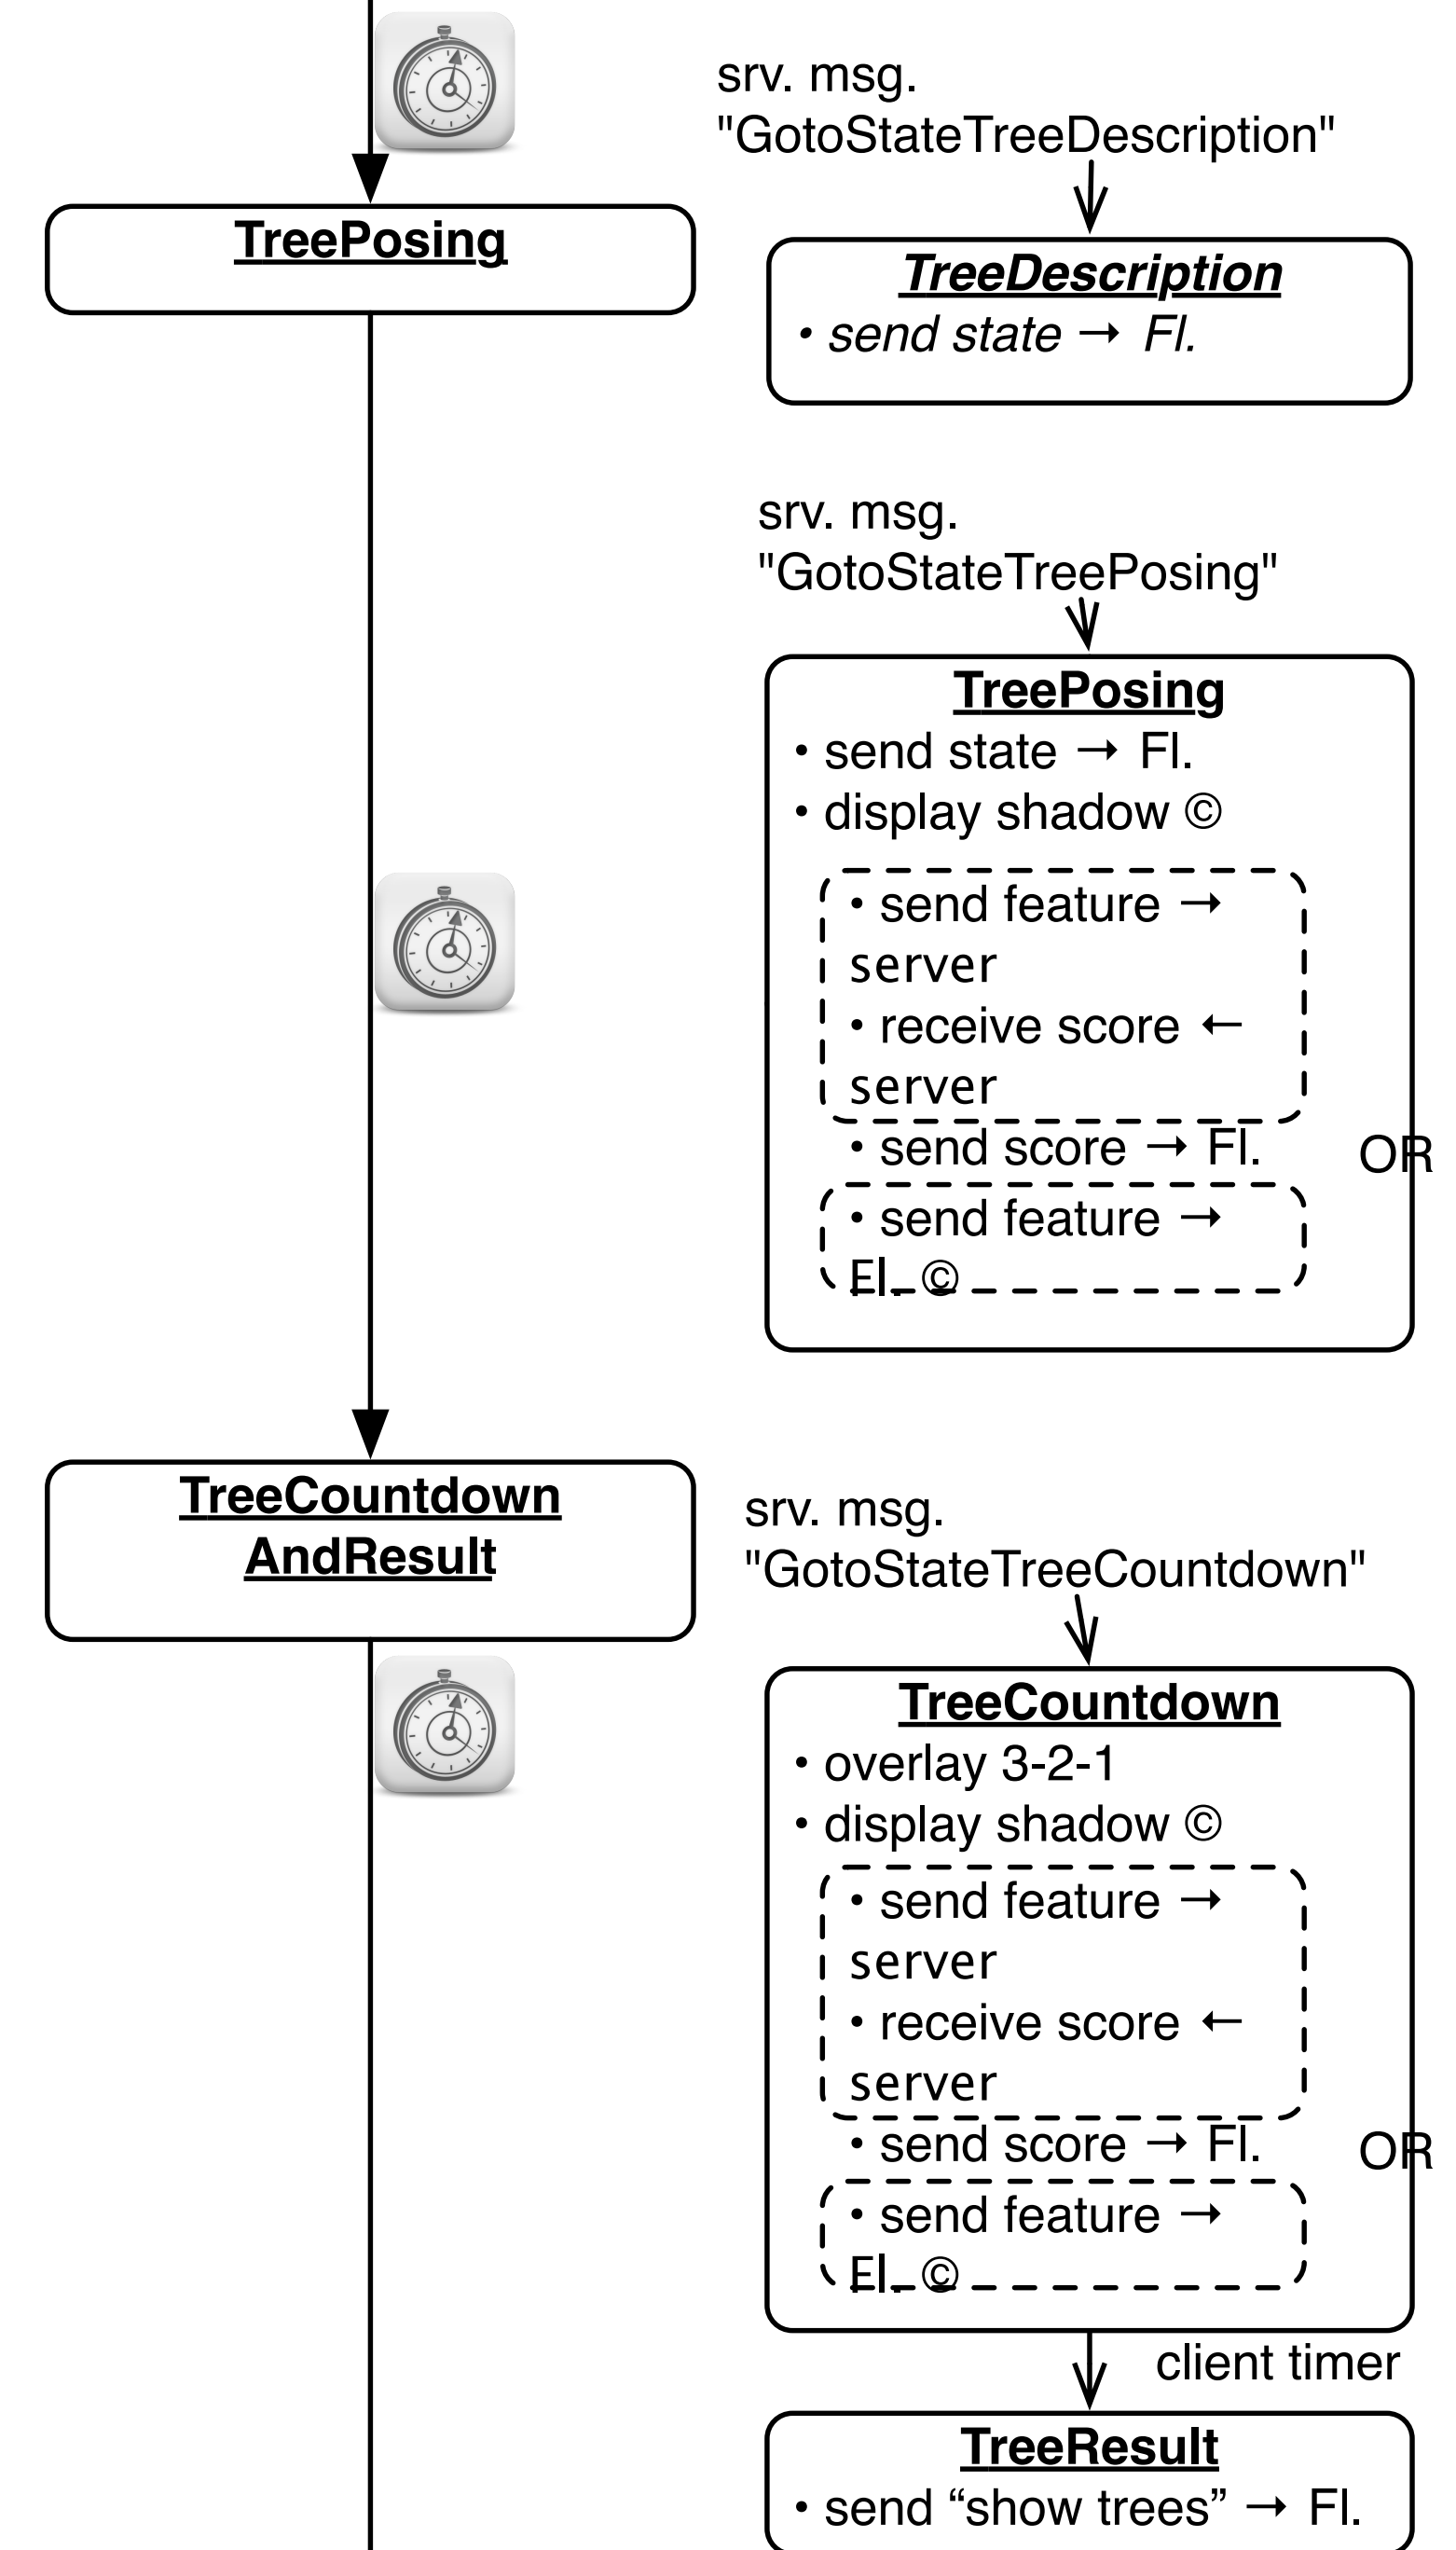 srv. msg.
"GotoStateTreeDescription"
TreePosing
TreeDescription
• send state → Fl.
srv. msg.
"GotoStateTreePosing"
TreePosing
• send state → Fl.
• display shadow ©
• send feature →
server
• receive score ←
server
• send score → Fl.
OR
• send feature →
Fl. ©
TreeCountdown
AndResult
srv. msg.
"GotoStateTreeCountdown"
TreeCountdown
• overlay 3-2-1
• display shadow ©
• send feature →
server
• receive score ←
server
• send score → Fl.
OR
• send feature →
Fl. ©
client timer
TreeResult
• send “show trees” → Fl.